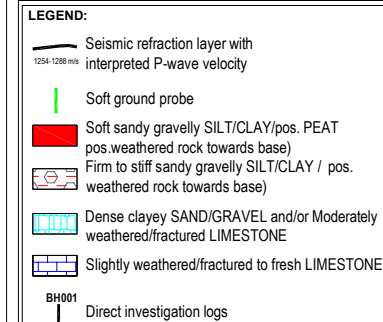 LEGEND:
Seismic refraction layer with
1254-1288 m/s interpreted P-wave velocity
Soft ground probe
Soft sandy gravelly SILT/CLAY/pos. PEAT
pos.weathered rock towards base)
Firm to stiff sandy gravelly SILT/CLAY / pos.
weathered rock towards base)
Dense clayey SAND/GRAVEL and/or Moderately
weathered/fractured LIMESTONE
Slightly weathered/fractured to fresh LIMESTONE
BH001
Direct investigation logs